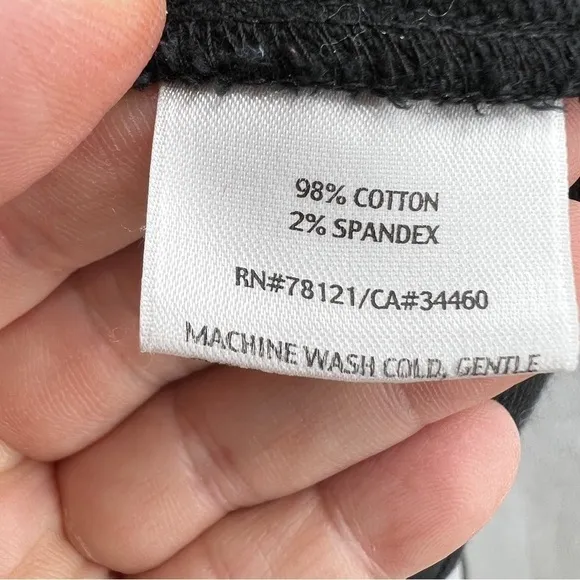 98% COTTON
2% SPANDEX
RN#78121/CA#34460
MACHINE WASH COLD, GENTLE